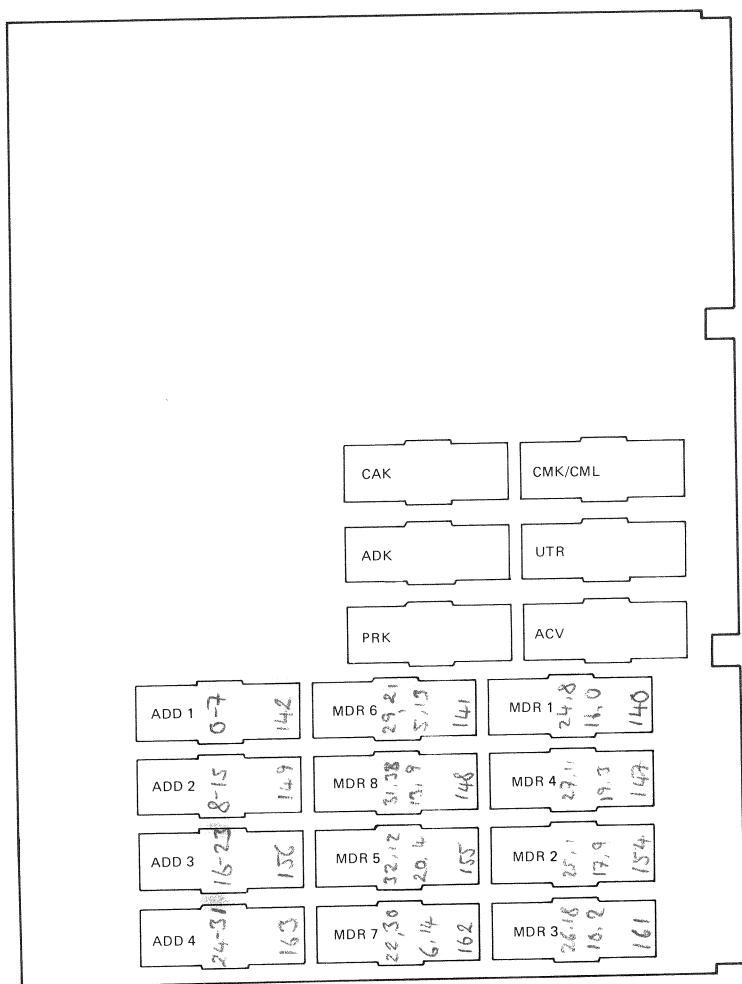 CAK
CMK/CML
ADK
UTR
PRK
ACV
ADD 1
0-7
142
MDR 6
29,21
5,13
141
MDR 1
24,8
16,0
140
ADD 2
8-15
149
MDR 8
31,38
13,9
148
MDR 4
27,11
19,3
147
ADD 3
16-23
156
MDR 5
32,12
20,4
155
MDR 2
25,1
17,9
154
ADD 4
24-31
163
MDR 7
22,30
6,14
162
MDR 3
26,18
10,2
161